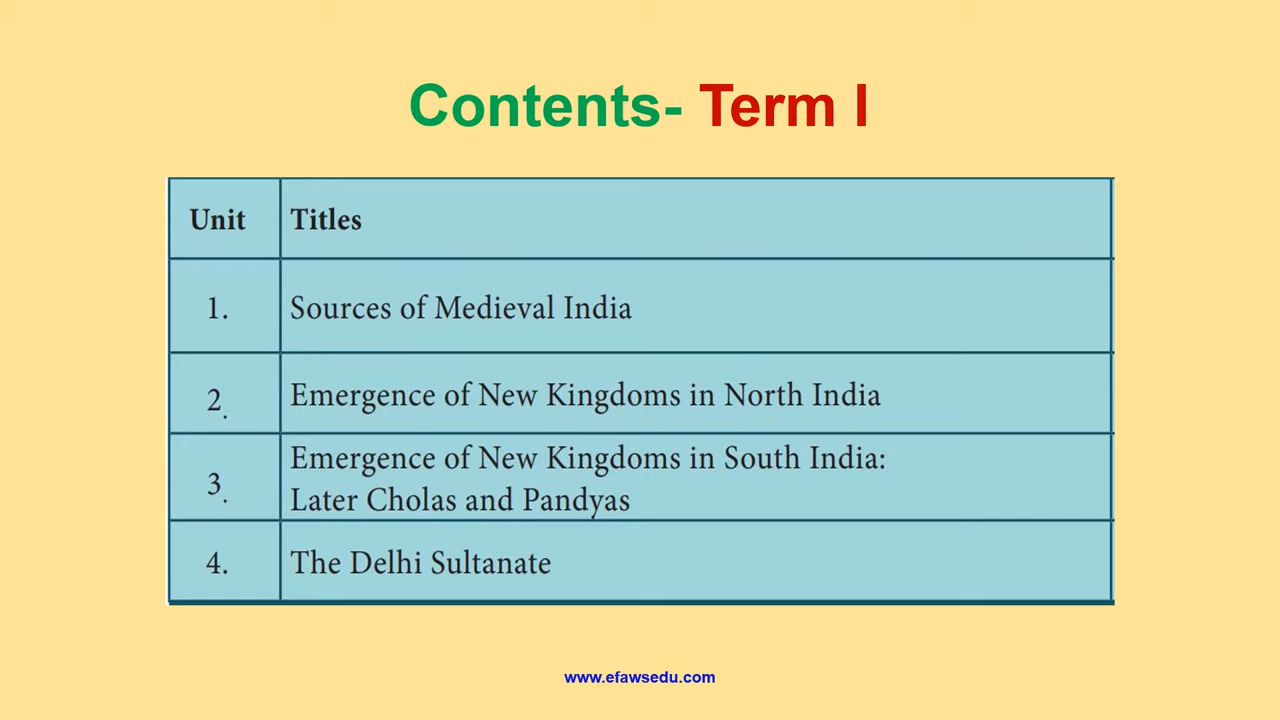 Contents- Term I
Unit Titles
1. Sources of Medieval India
2. Emergence of New Kingdoms in North India
3. Emergence of New Kingdoms in South India:
Later Cholas and Pandyas
4. The Delhi Sultanate
www.efawsedu.com